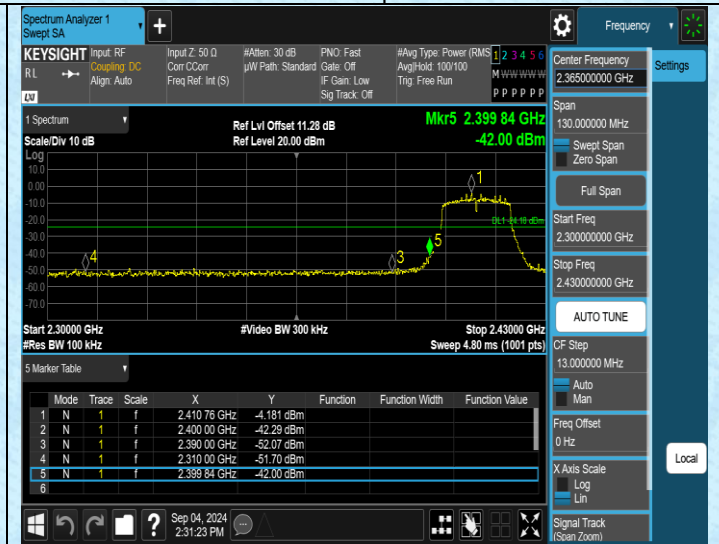 Spectrum Analyzer 1
Swept SA
+
Frequency
KEYSIGHT
Input: RF
Coupling: DC
Align: Auto
Input Z: 50 Ω
Corr CCorr
Freq Ref: Int (S)
#Atten: 30 dB
µW Path: Standard
PNO: Fast
Gate: Off
IF Gain: Low
Sig Track: Off
#Avg Type: Power (RMS
Avg|Hold: 100/100
Trig: Free Run
1 2 3 4 5 6
M W W W W W
P P P P P P
R L
LXI
1 Spectrum
Scale/Div 10 dB
Ref Lvl Offset 11.28 dB
Ref Level 20.00 dBm
Mkr5 2.399 84 GHz
-42.00 dBm
Log
10.0
0.00
-10.0
-20.0
-30.0
-40.0
-50.0
-60.0
-70.0
1
DL1 -24.18 dBm
5
4
3
Start 2.30000 GHz
#Res BW 100 kHz
#Video BW 300 kHz
Stop 2.43000 GHz
Sweep 4.80 ms (1001 pts)
5 Marker Table
Mode Trace Scale X Y Function Function Width Function Value
1 N 1 f 2.410 76 GHz -4.181 dBm
2 N 1 f 2.400 00 GHz -42.29 dBm
3 N 1 f 2.390 00 GHz -52.07 dBm
4 N 1 f 2.310 00 GHz -51.70 dBm
5 N 1 f 2.399 84 GHz -42.00 dBm
6
?
Sep 04, 2024
2:31:23 PM
Center Frequency
2.365000000 GHz
Span
130.000000 MHz
Swept Span
Zero Span
Full Span
Start Freq
2.300000000 GHz
Stop Freq
2.430000000 GHz
AUTO TUNE
CF Step
13.000000 MHz
Auto
Man
Freq Offset
0 Hz
X Axis Scale
Log
Lin
Signal Track
(Span Zoom)
Settings
Local